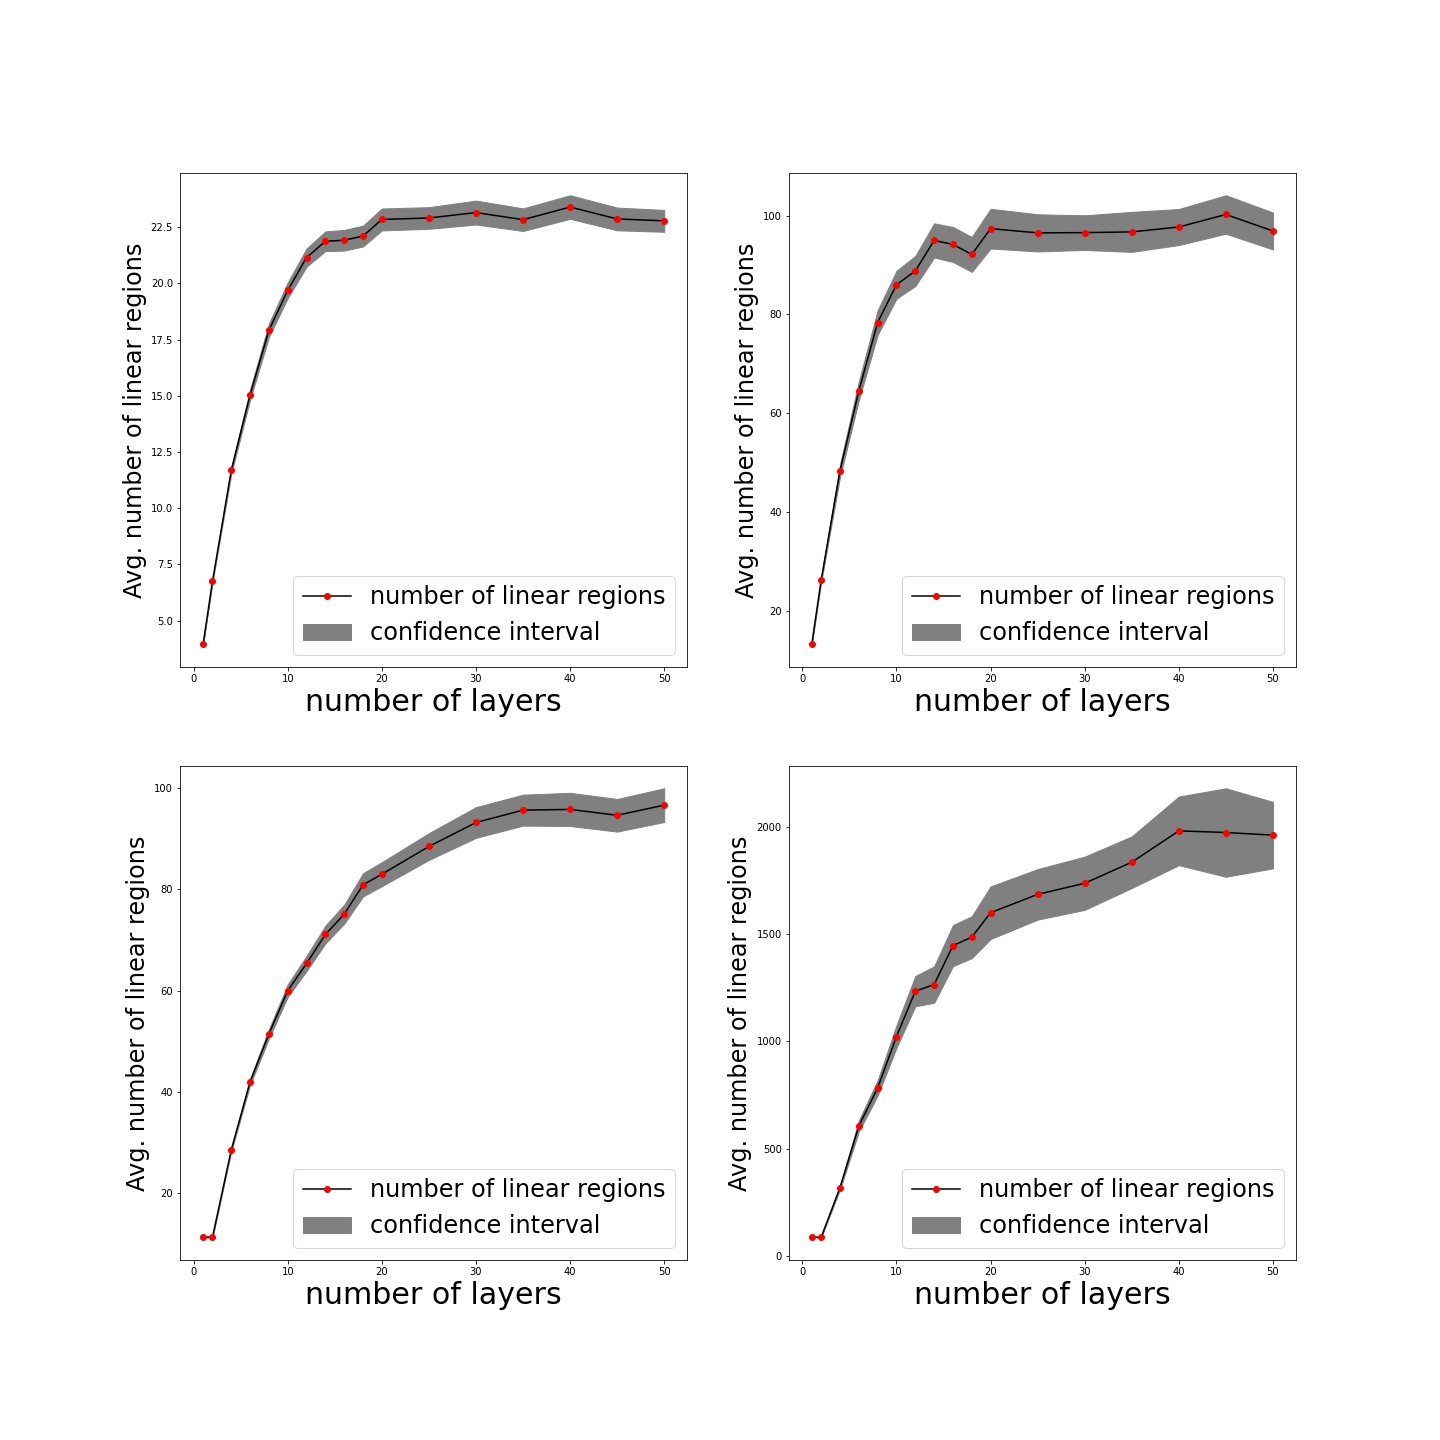 Avg. number of linear regions
22.5
20.0
17.5
15.0
12.5
10.0
7.5
5.0
number of linear regions
confidence interval
0 10 20 30 40 50
number of layers
Avg. number of linear regions
100
80
60
40
20
number of linear regions
confidence interval
0 10 20 30 40 50
number of layers
Avg. number of linear regions
100
80
60
40
20
number of linear regions
confidence interval
0 10 20 30 40 50
number of layers
Avg. number of linear regions
2000
1500
1000
500
0
number of linear regions
confidence interval
0 10 20 30 40 50
number of layers